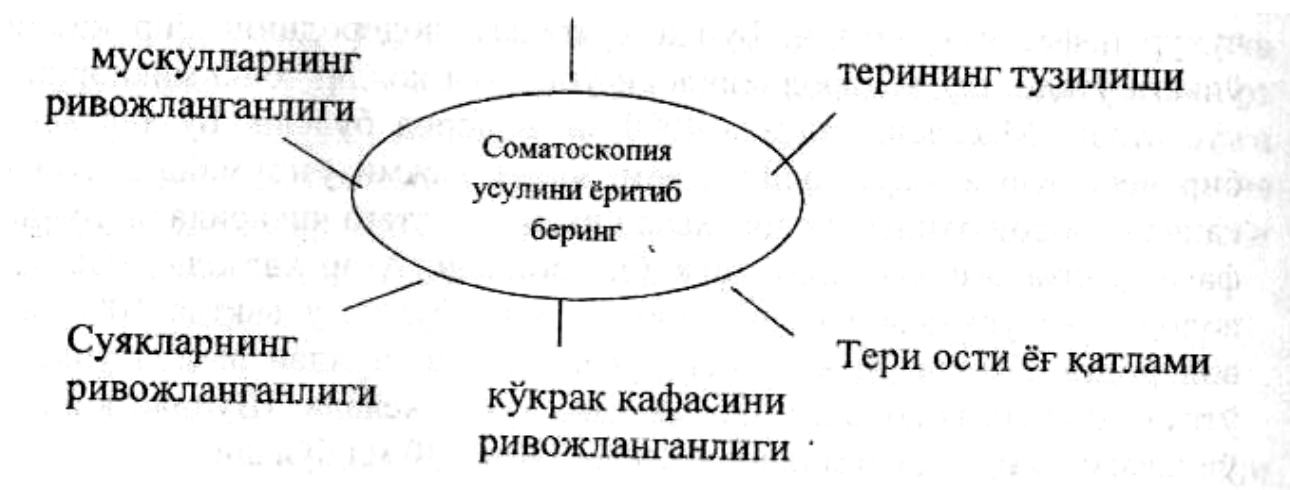 мускулларнинг
ривожланганлиги
терининг тузилиши
Соматоскопия
усулини ёритиб
беринг
Суякларнинг
ривожланганлиги
кўкрак қафасини
ривожланганлиги
Тери ости ёғ қатлами